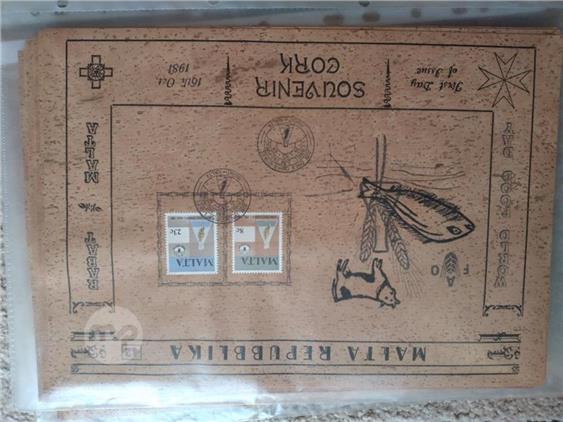 MALTA REPUBBLIKA
FAO
WORLD FOOD DAY
MALTA
8c
MALTA
23c
RABAT MALTA
First Day
of Issue
SOUVENIR
CORK
16th Oct
1981